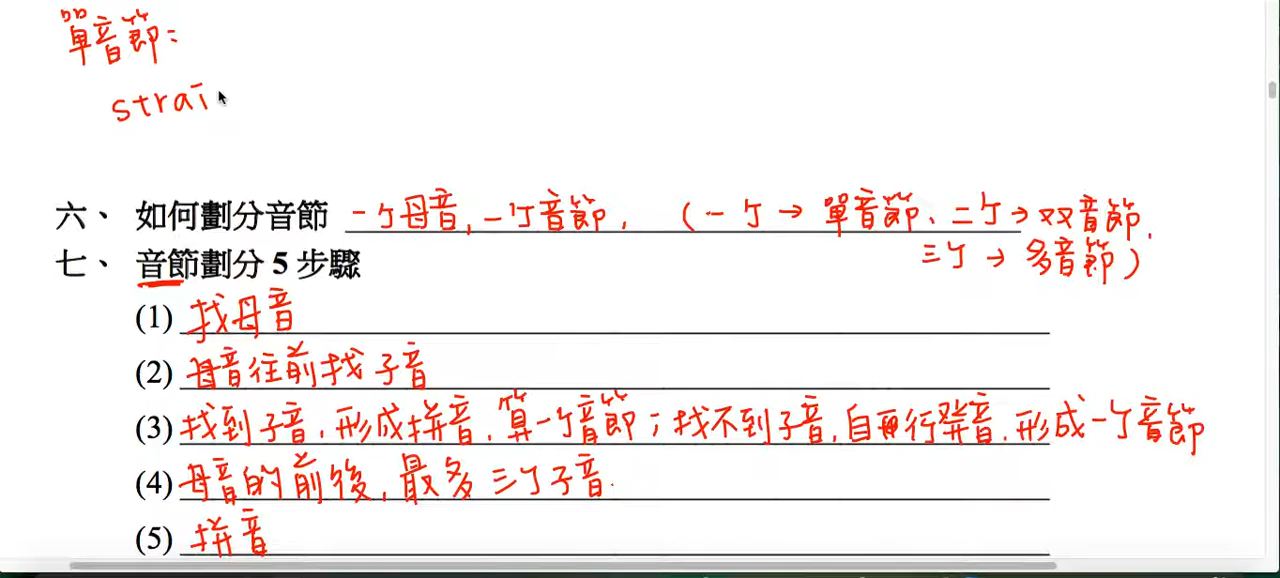 單音節:
strai
六、 如何劃分音節 一个母音,一个音節, (一个→單音節、二个→双音節,
三个→多音節)
七、 音節劃分 5 步驟
(1) 找母音
(2) 母音往前找子音
(3) 找到子音,形成拼音,算一个音節;找不到子音,自再行發音,形成一个音節
(4) 母音的前後,最多三个子音.
(5) 拼音